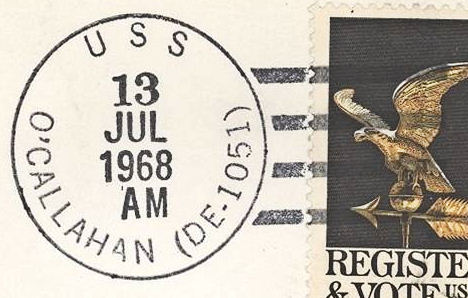 USS
13
JUL
1968
AM
O'CALLAHAN (DE-1051)
REGISTE
& VOTE US